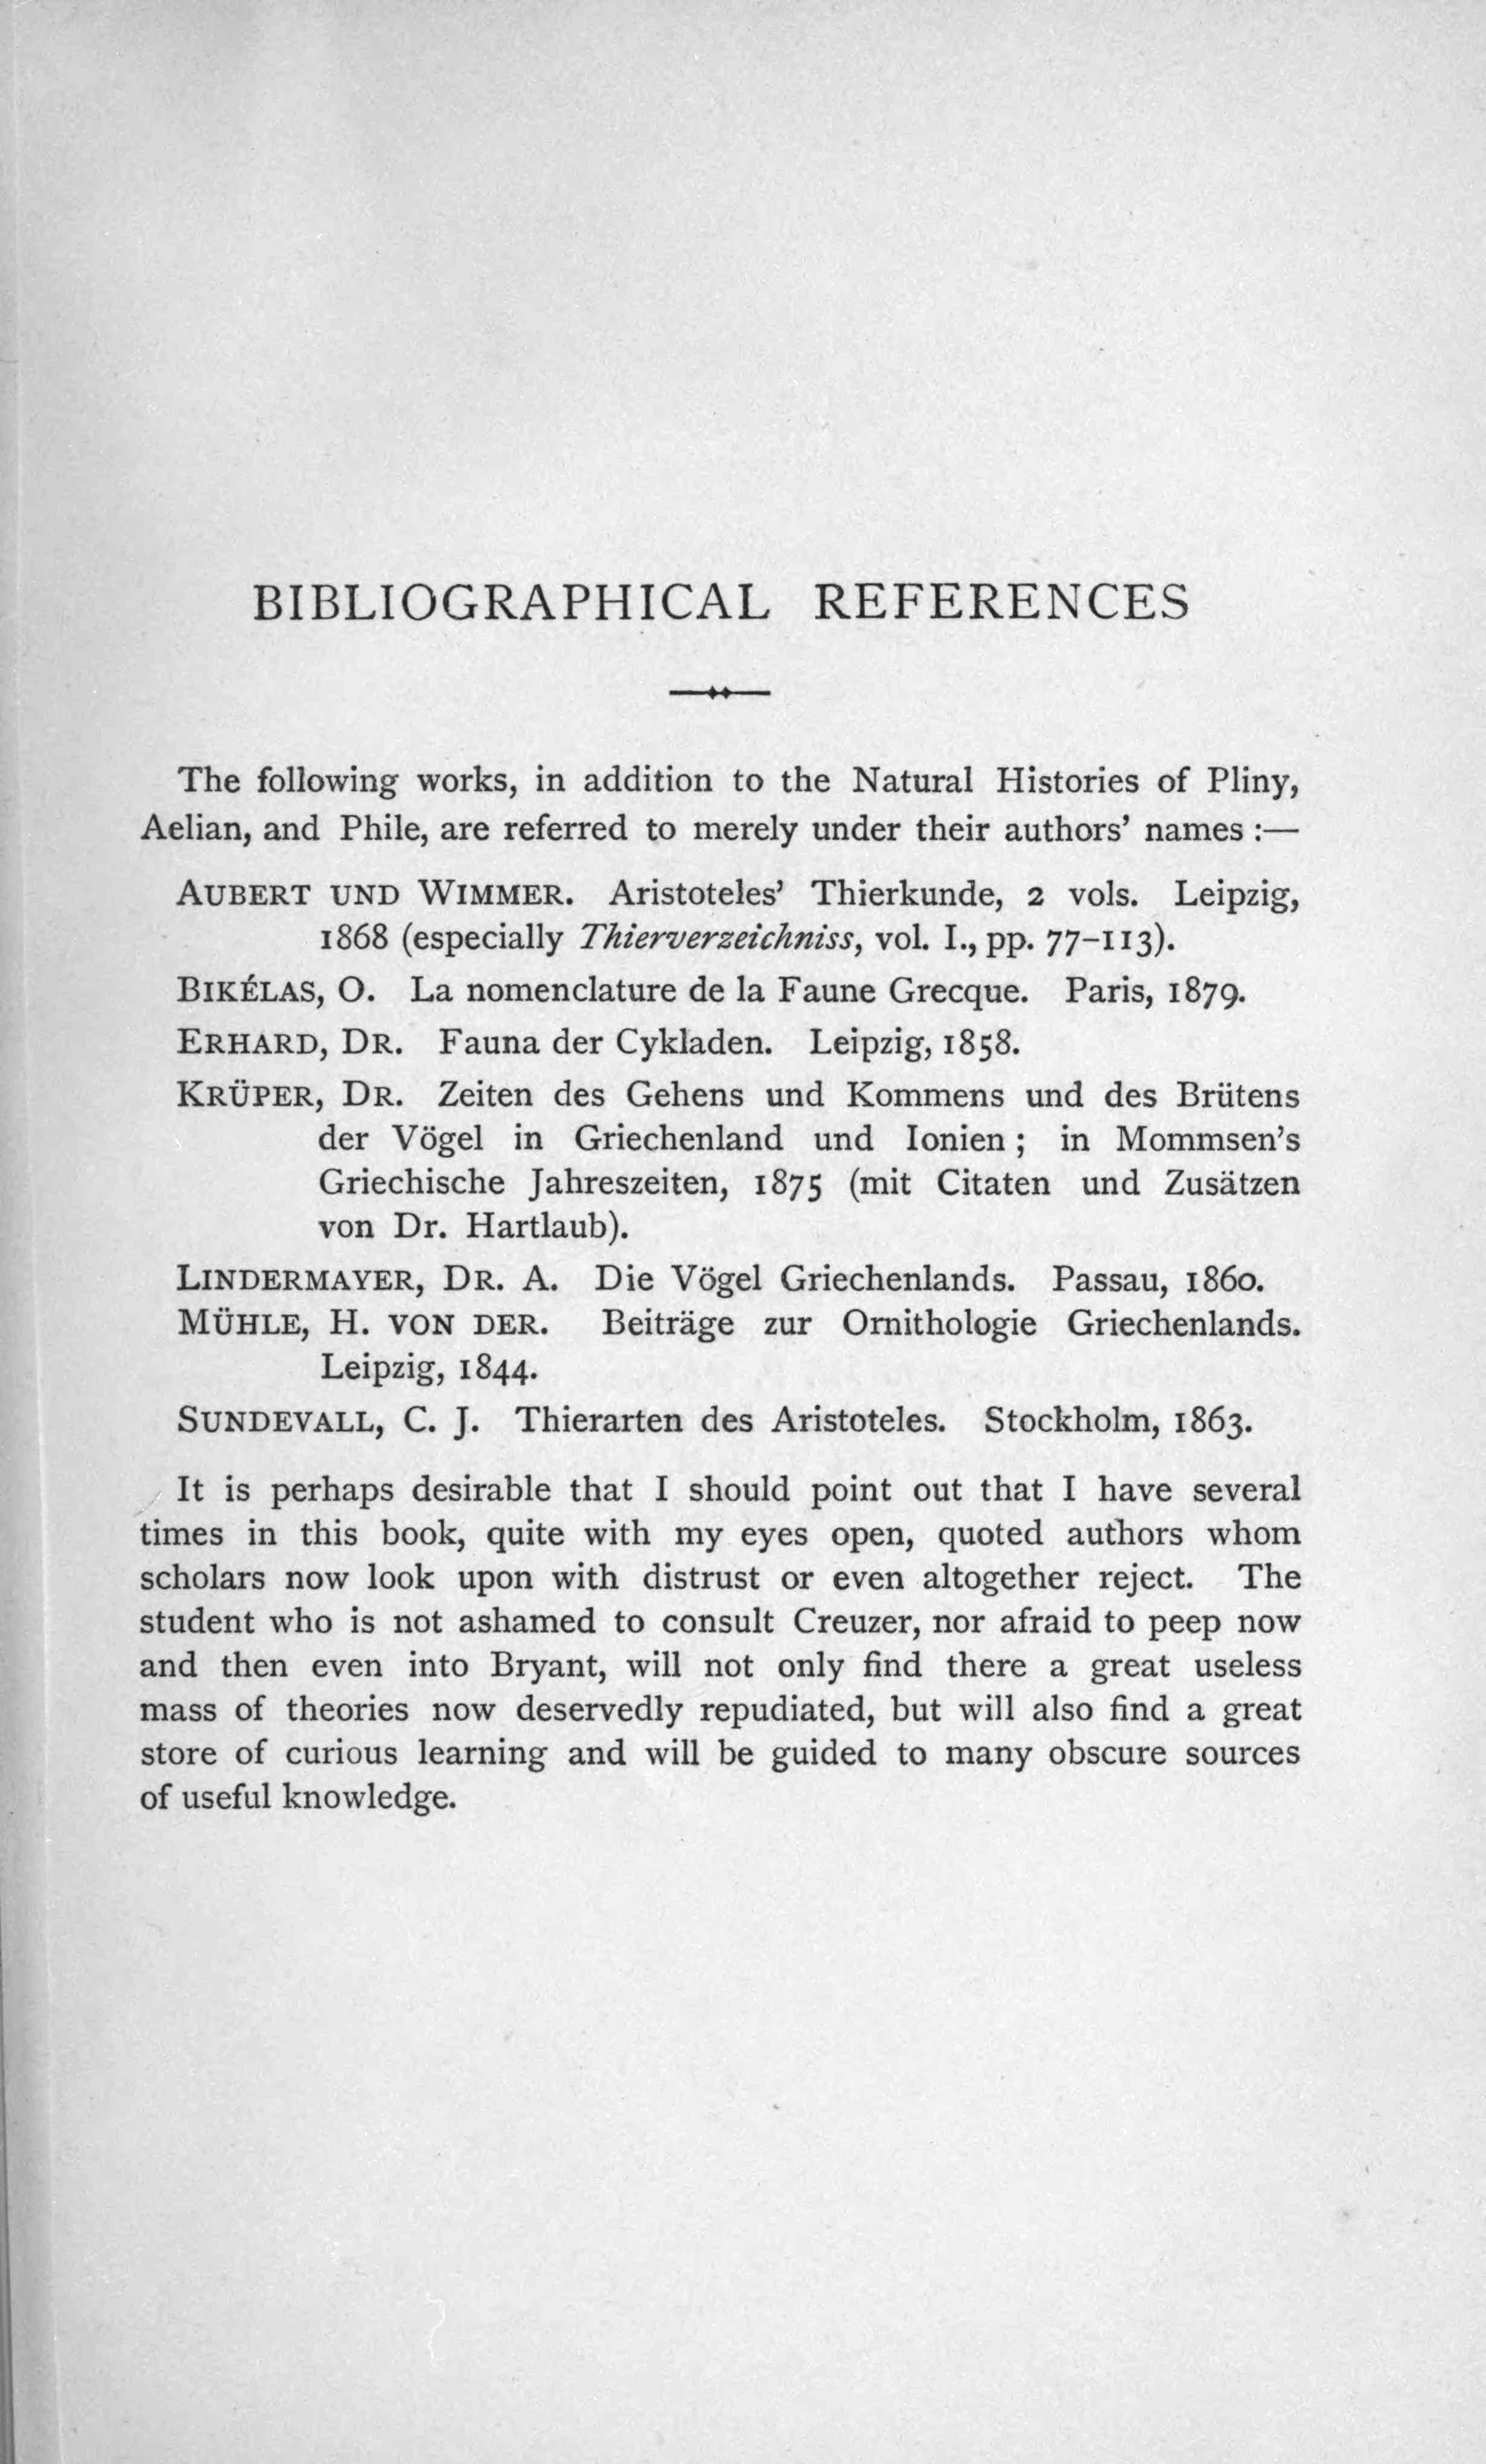 BIBLIOGRAPHICAL REFERENCES
The following works, in addition to the Natural Histories of Pliny,
Aelian, and Phile, are referred to merely under their authors' names :—
AUBERT UND WIMMER. Aristoteles' Thierkunde, 2 vols. Leipzig,
1868 (especially Thierverzeichniss, vol. I., pp. 77–113).
BIKÉLAS, O. La nomenclature de la Faune Grecque. Paris, 1879.
ERHARD, DR. Fauna der Cykladen. Leipzig, 1858.
KRÜPER, DR. Zeiten des Gehens und Kommens und des Brütens
der Vögel in Griechenland und Ionien ; in Mommsen's
Griechische Jahreszeiten, 1875 (mit Citaten und Zusätzen
von Dr. Hartlaub).
LINDERMAYER, DR. A. Die Vögel Griechenlands. Passau, 1860.
MÜHLE, H. VON DER. Beiträge zur Ornithologie Griechenlands.
Leipzig, 1844.
SUNDEVALL, C. J. Thierarten des Aristoteles. Stockholm, 1863.
It is perhaps desirable that I should point out that I have several
times in this book, quite with my eyes open, quoted authors whom
scholars now look upon with distrust or even altogether reject. The
student who is not ashamed to consult Creuzer, nor afraid to peep now
and then even into Bryant, will not only find there a great useless
mass of theories now deservedly repudiated, but will also find a great
store of curious learning and will be guided to many obscure sources
of useful knowledge.